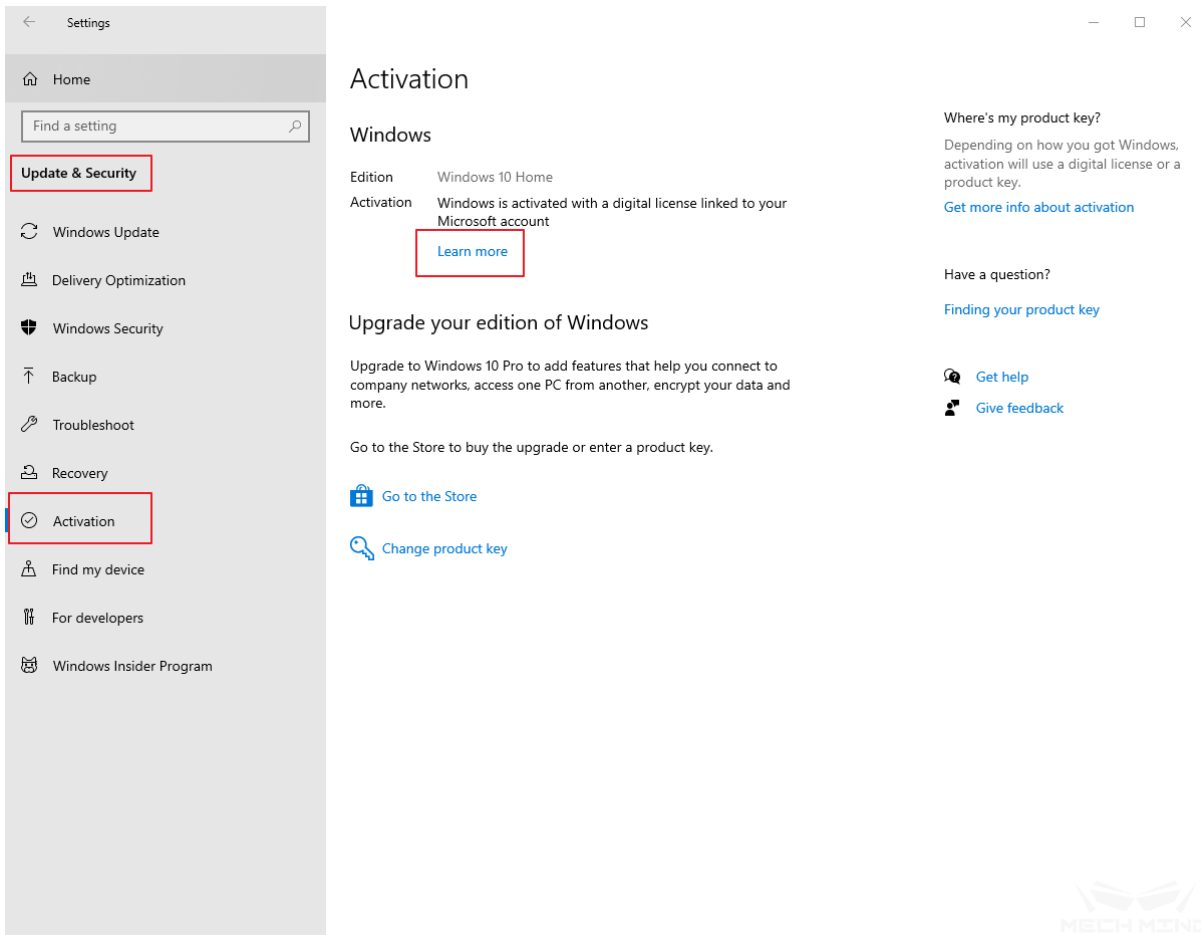 Settings
Home
Find a setting
Update & Security
Windows Update
Delivery Optimization
Windows Security
Backup
Troubleshoot
Recovery
Activation
Find my device
For developers
Windows Insider Program
Activation
Windows
Edition Windows 10 Home
Activation Windows is activated with a digital license linked to your
Microsoft account
Learn more
Upgrade your edition of Windows
Upgrade to Windows 10 Pro to add features that help you connect to
company networks, access one PC from another, encrypt your data and
more.
Go to the Store to buy the upgrade or enter a product key.
Go to the Store
Change product key
Where's my product key?
Depending on how you got Windows,
activation will use a digital license or a
product key.
Get more info about activation
Have a question?
Finding your product key
Get help
Give feedback
MECH MIND